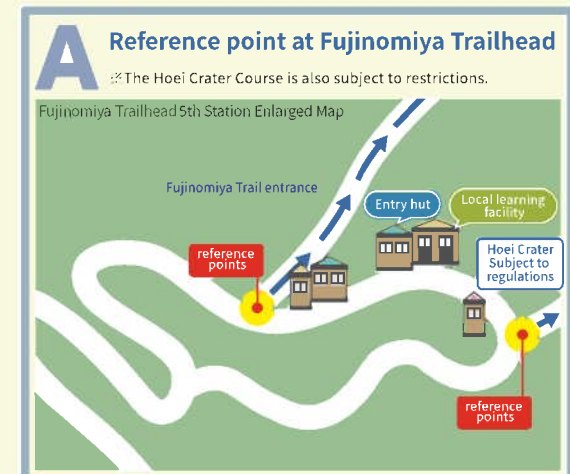 A
Reference point at Fujinomiya Trailhead
※The Hoei Crater Course is also subject to restrictions.
Fujinomiya Trailhead 5th Station Enlarged Map
Fujinomiya Trail entrance
Entry hut
Local learning
facility
reference
points
Hoei Crater
Subject to
regulations
reference
points